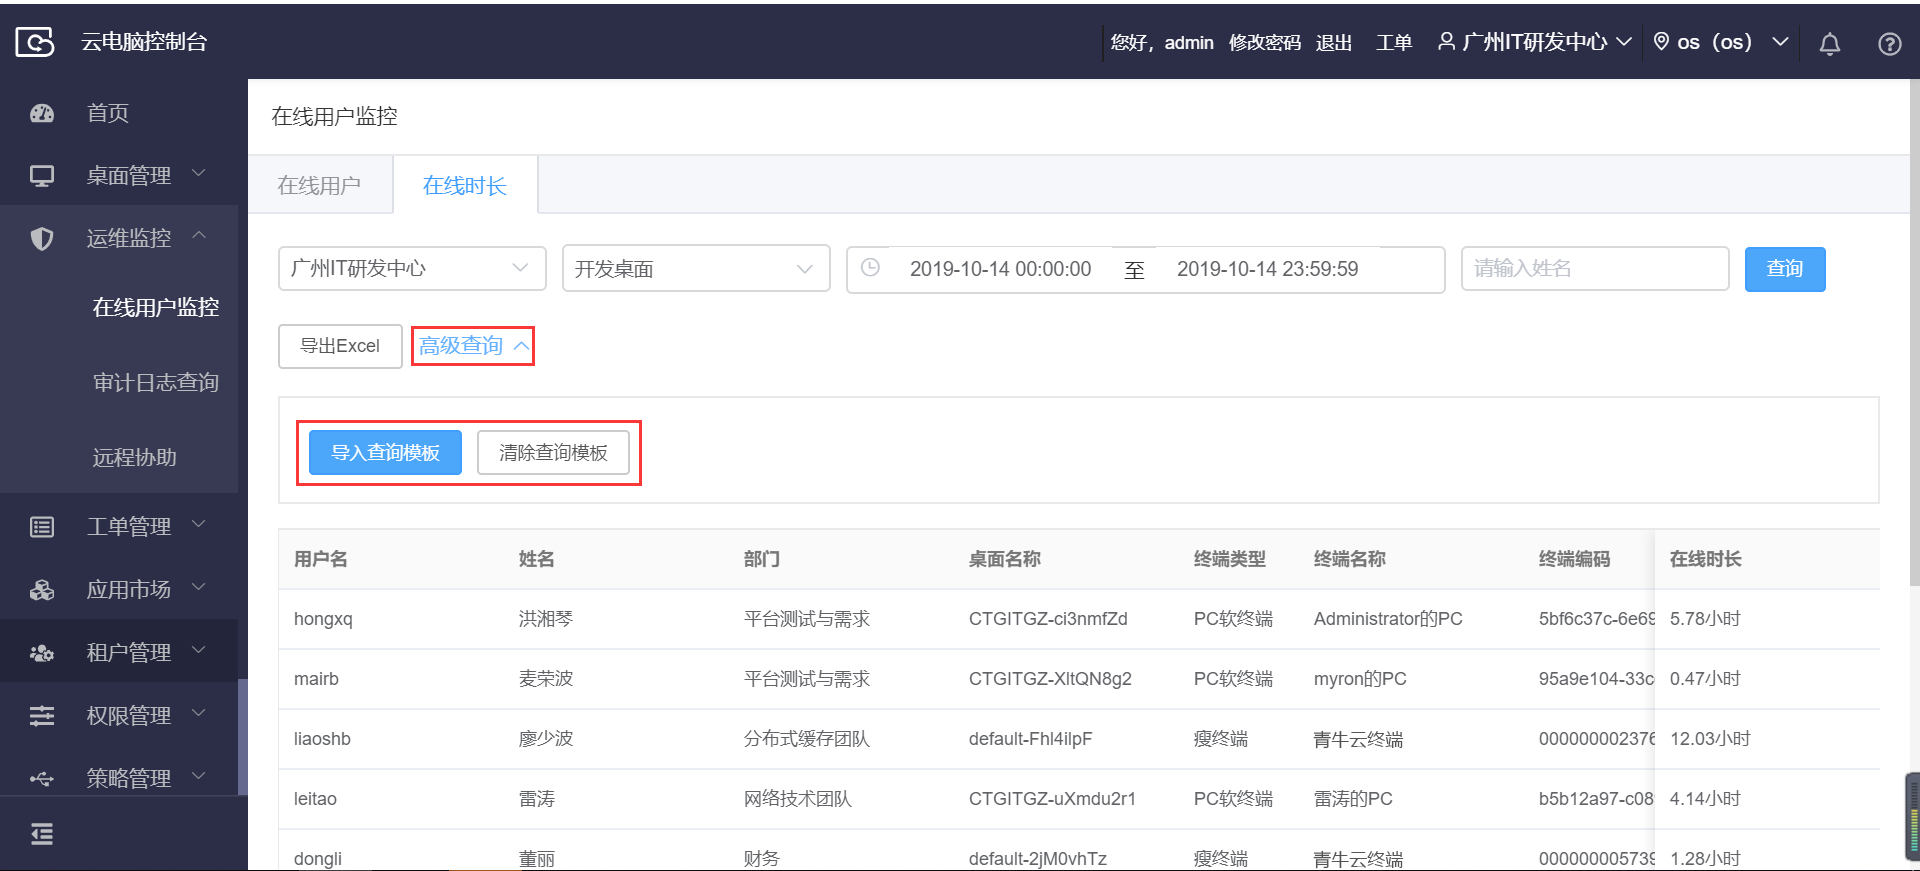 云电脑控制台
您好，admin 修改密码 退出 工单 广州IT研发中心 os（os）
首页
桌面管理
运维监控
在线用户监控
审计日志查询
远程协助
工单管理
应用市场
租户管理
权限管理
策略管理
在线用户监控
在线用户 在线时长
广州IT研发中心 开发桌面 2019-10-14 00:00:00 至 2019-10-14 23:59:59 请输入姓名 查询
导出Excel 高级查询
导入查询模板 清除查询模板
用户名 姓名 部门 桌面名称 终端类型 终端名称 终端编码 在线时长
hongxq 洪湘琴 平台测试与需求 CTGITGZ-ci3nmfZd PC软终端 Administrator的PC 5bf6c37c-6e69 5.78小时
mairb 麦荣波 平台测试与需求 CTGITGZ-XltQN8g2 PC软终端 myron的PC 95a9e104-33c 0.47小时
liaoshb 廖少波 分布式缓存团队 default-Fhl4ilpF 瘦终端 青牛云终端 000000002376 12.03小时
leitao 雷涛 网络技术团队 CTGITGZ-uXmdu2r1 PC软终端 雷涛的PC b5b12a97-c08 4.14小时
dongli 董丽 财务 default-2jM0vhTz 瘦终端 青牛云终端 000000005739 1.28小时